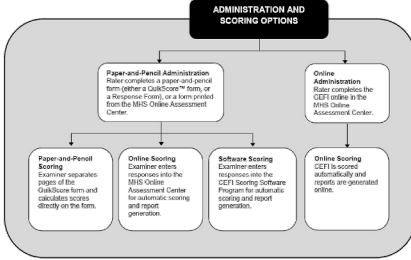 ADMINISTRATION AND
SCORING OPTIONS
Paper-and-Pencil Administration
Rater completes a paper-and-pencil
form (either a QuikScore™ form, or
a Response Form), or a form printed
from the MHS Online Assessment
Center.
Online
Administration
Rater completes the
CEFI online in the
MHS Online
Assessment Center.
Paper-and-Pencil
Scoring
Examiner separates
pages of the
QuikScore form and
calculates scores
directly on the form.
Online Scoring
Examiner enters
responses into the
MHS Online
Assessment Center
for automatic scoring
and report
generation.
Software Scoring
Examiner enters
responses into the
CEFI Scoring Software
Program for automatic
scoring and report
generation.
Online Scoring
CEFI is scored
automatically and
reports are generated
online.